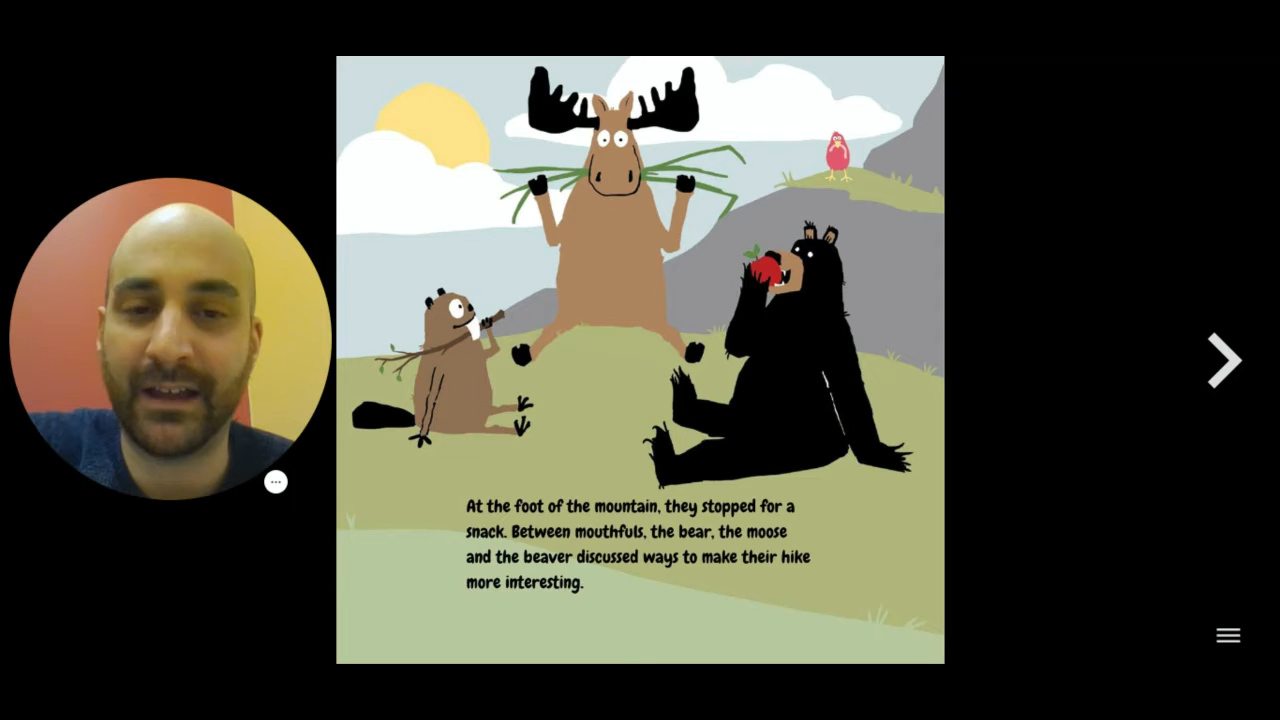 At the foot of the mountain, they stopped for a
snack. Between mouthfuls, the bear, the moose
and the beaver discussed ways to make their hike
more interesting.